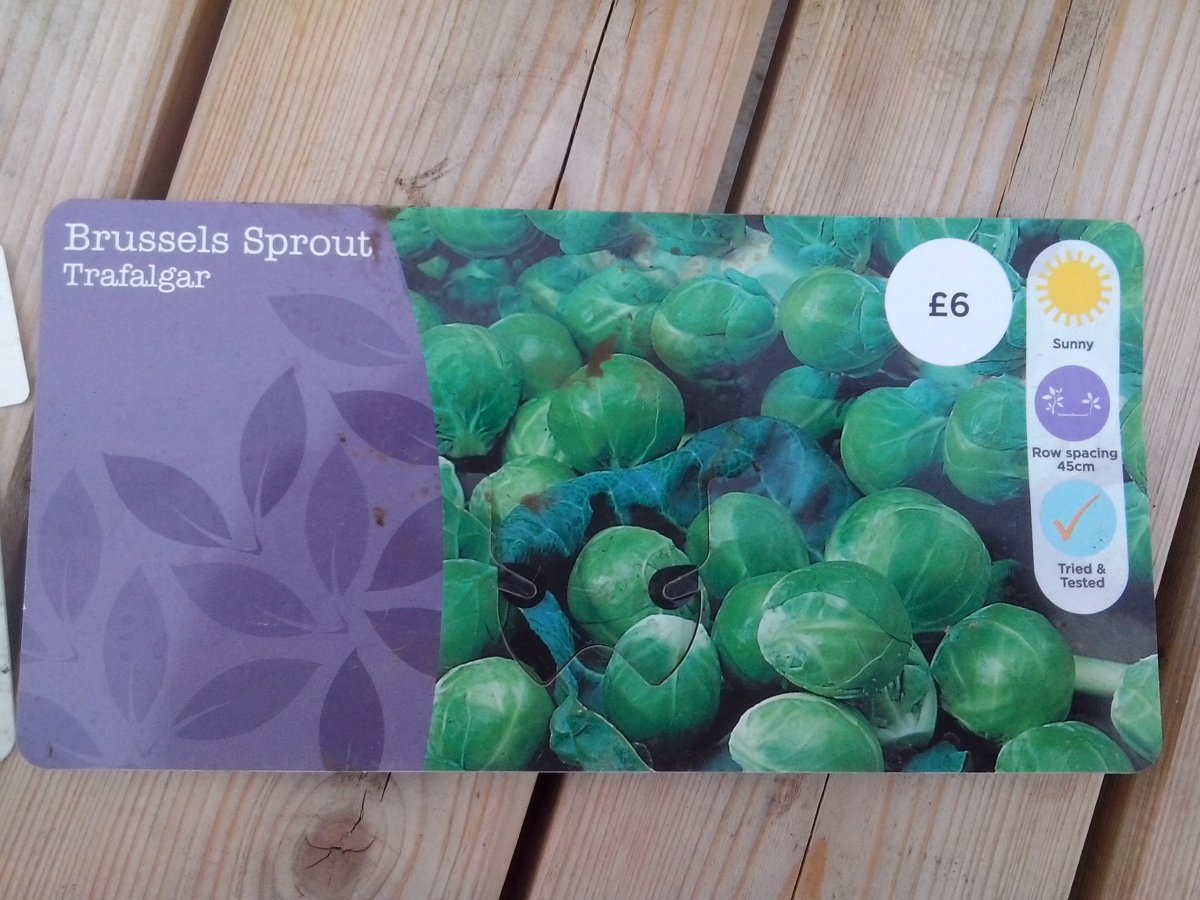 Brussels Sprout
Trafalgar
£6
Sunny
Row spacing
45cm
Tried &
Tested